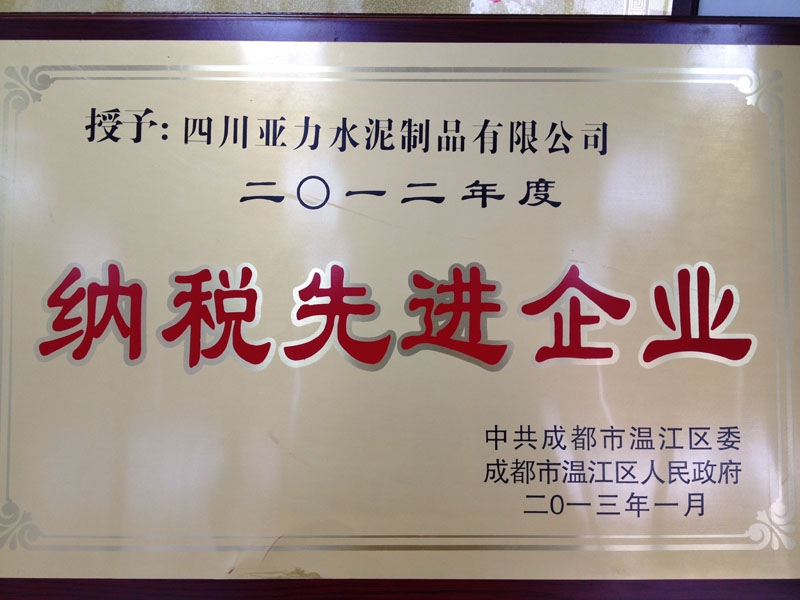 授予:四川亚力水泥制品有限公司
二〇一二年度
纳税先进企业
中共成都市温江区委
成都市温江区人民政府
二0一三年一月